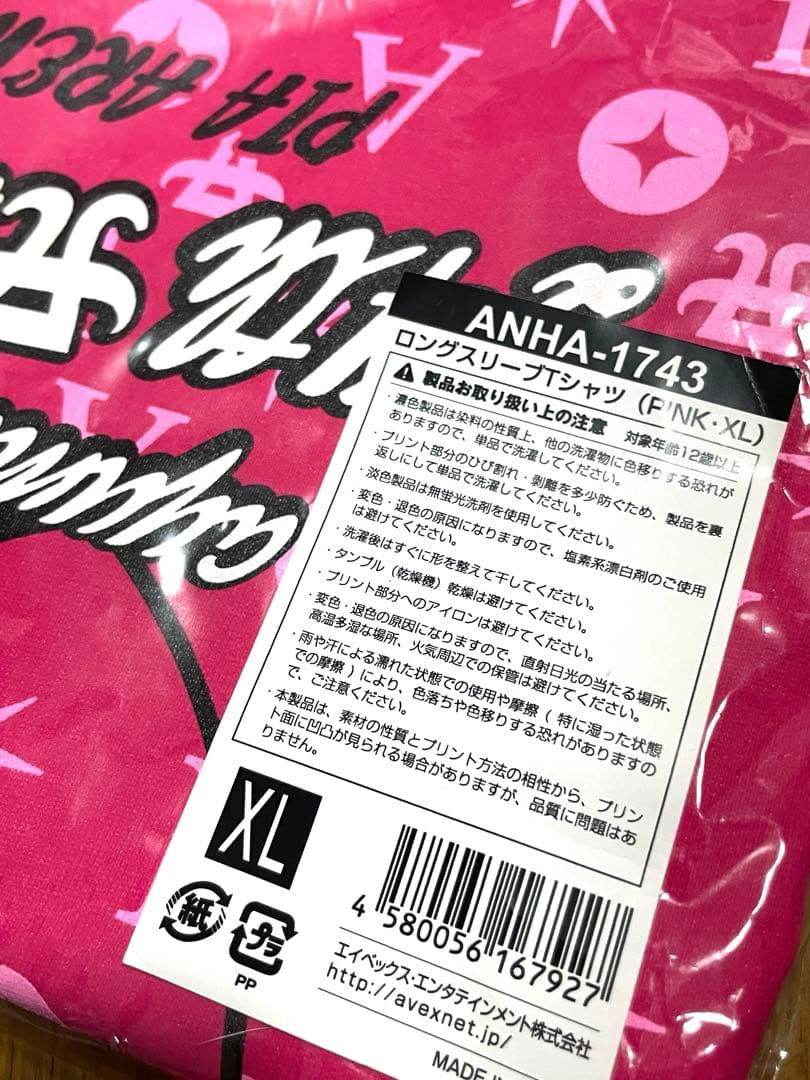 PIA ARE
A
ANHA-1743
ロングスリーブTシャツ（PINK・XL）
製品お取り扱い上の注意 対象年齢12歳以上
・濃色製品は染料の性質上、他の洗濯物に色移りする恐れが
ありますので、単品で洗濯してください。
・プリント部分のひび割れ・剥離を多少防ぐため、製品を裏
返しにして単品で洗濯してください。
・淡色製品は無蛍光洗剤を使用してください。
・変色・退色の原因になりますので、塩素系漂白剤のご使用
は避けてください。
・洗濯後はすぐに形を整えて干してください。
・タンブル（乾燥機）乾燥は避けてください。
・プリント部分へのアイロンは避けてください。
・変色・退色の原因になりますので、直射日光の当たる場所、
高温多湿な場所、火気周辺での保管は避けてください。
・雨や汗による濡れた状態での使用や摩擦（特に湿った状態
での摩擦）により、色落ちや色移りする恐れがありますの
で、ご注意ください。
・本製品は、素材の性質とプリント方法の相性から、プリン
ト面に凹凸が見られる場合がありますが、品質に問題はあ
りません。
XL
紙
プラ
PP
4 580056 167927
エイベックス・エンタテインメント株式会社
http://avexnet.jp/
MADE I